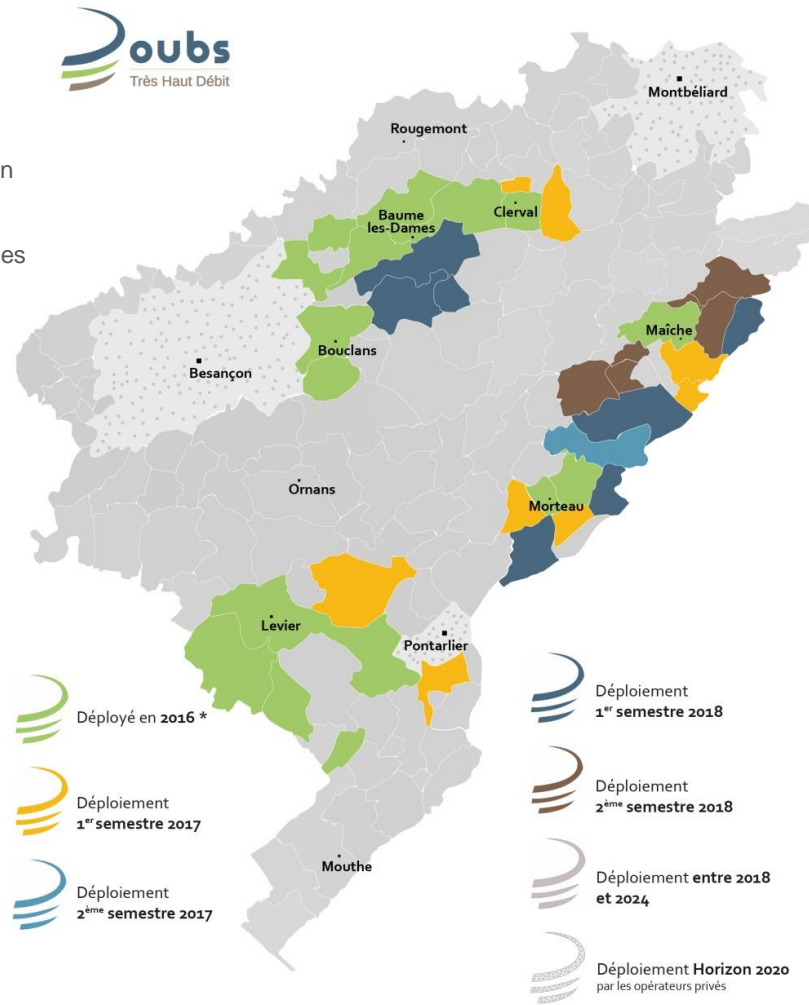 Doubs
Très Haut Débit
n
es
Montbéliard
Rougemont
Clerval
Baume
les-Dames
Maîche
Bouclans
Besançon
Ornans
Morteau
Levier
Pontarlier
Mouthe
Déployé en 2016 *
Déploiement
1er semestre 2017
Déploiement
2ème semestre 2017
Déploiement
1er semestre 2018
Déploiement
2ème semestre 2018
Déploiement entre 2018
et 2024
Déploiement Horizon 2020
par les opérateurs privés